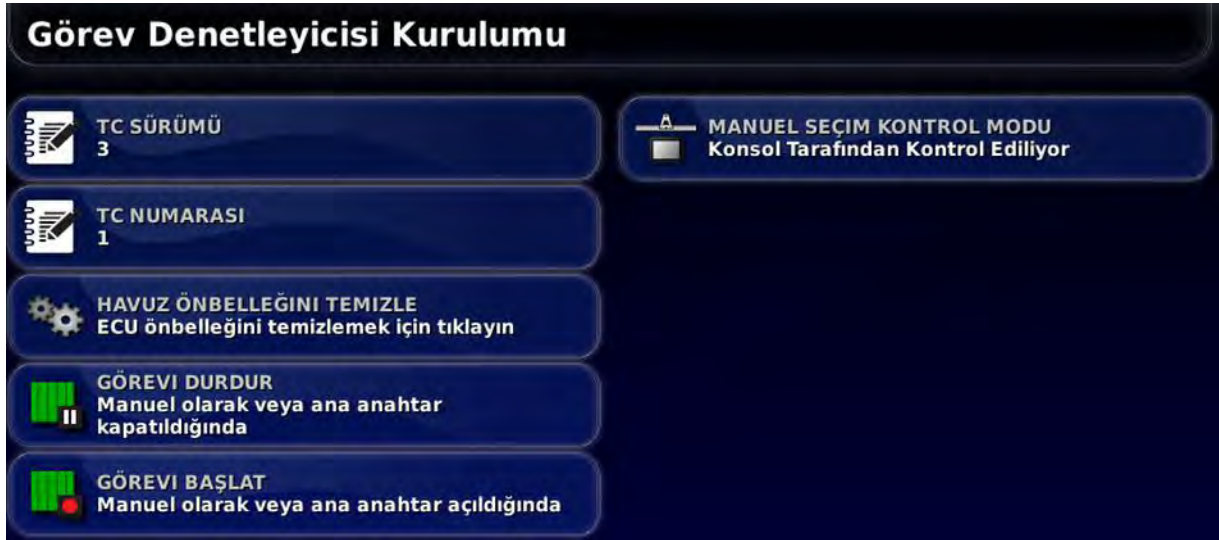 Görev Denetleyicisi Kurulumu
TC SÜRÜMÜ
3
TC NUMARASI
1
HAVUZ ÖNBELLEĞINI TEMIZLE
ECU önbelleğini temizlemek için tıklayın
GÖREVI DURDUR
Manuel olarak veya ana anahtar
kapatıldığında
GÖREVI BAŞLAT
Manuel olarak veya ana anahtar açıldığında
MANUEL SEÇIM KONTROL MODU
Konsol Tarafından Kontrol Ediliyor